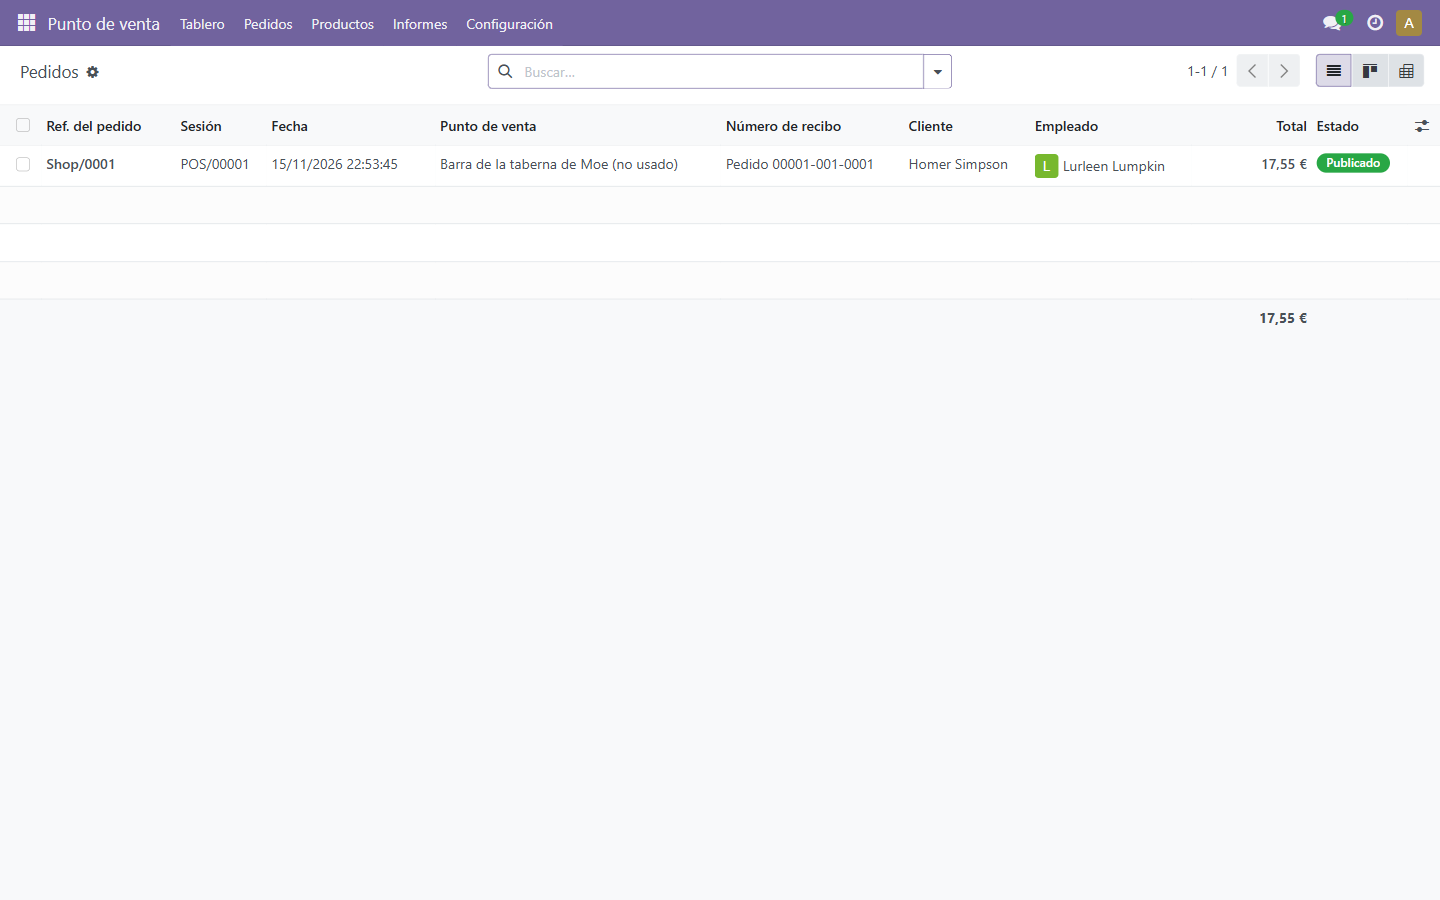 Punto de venta Tablero Pedidos Productos Informes Configuración 1 A
Pedidos Buscar... 1-1 / 1
Ref. del pedido Sesión Fecha Punto de venta Número de recibo Cliente Empleado Total Estado
Shop/0001 POS/00001 15/11/2026 22:53:45 Barra de la taberna de Moe (no usado) Pedido 00001-001-0001 Homer Simpson L Lurleen Lumpkin 17,55 € Publicado
17,55 €